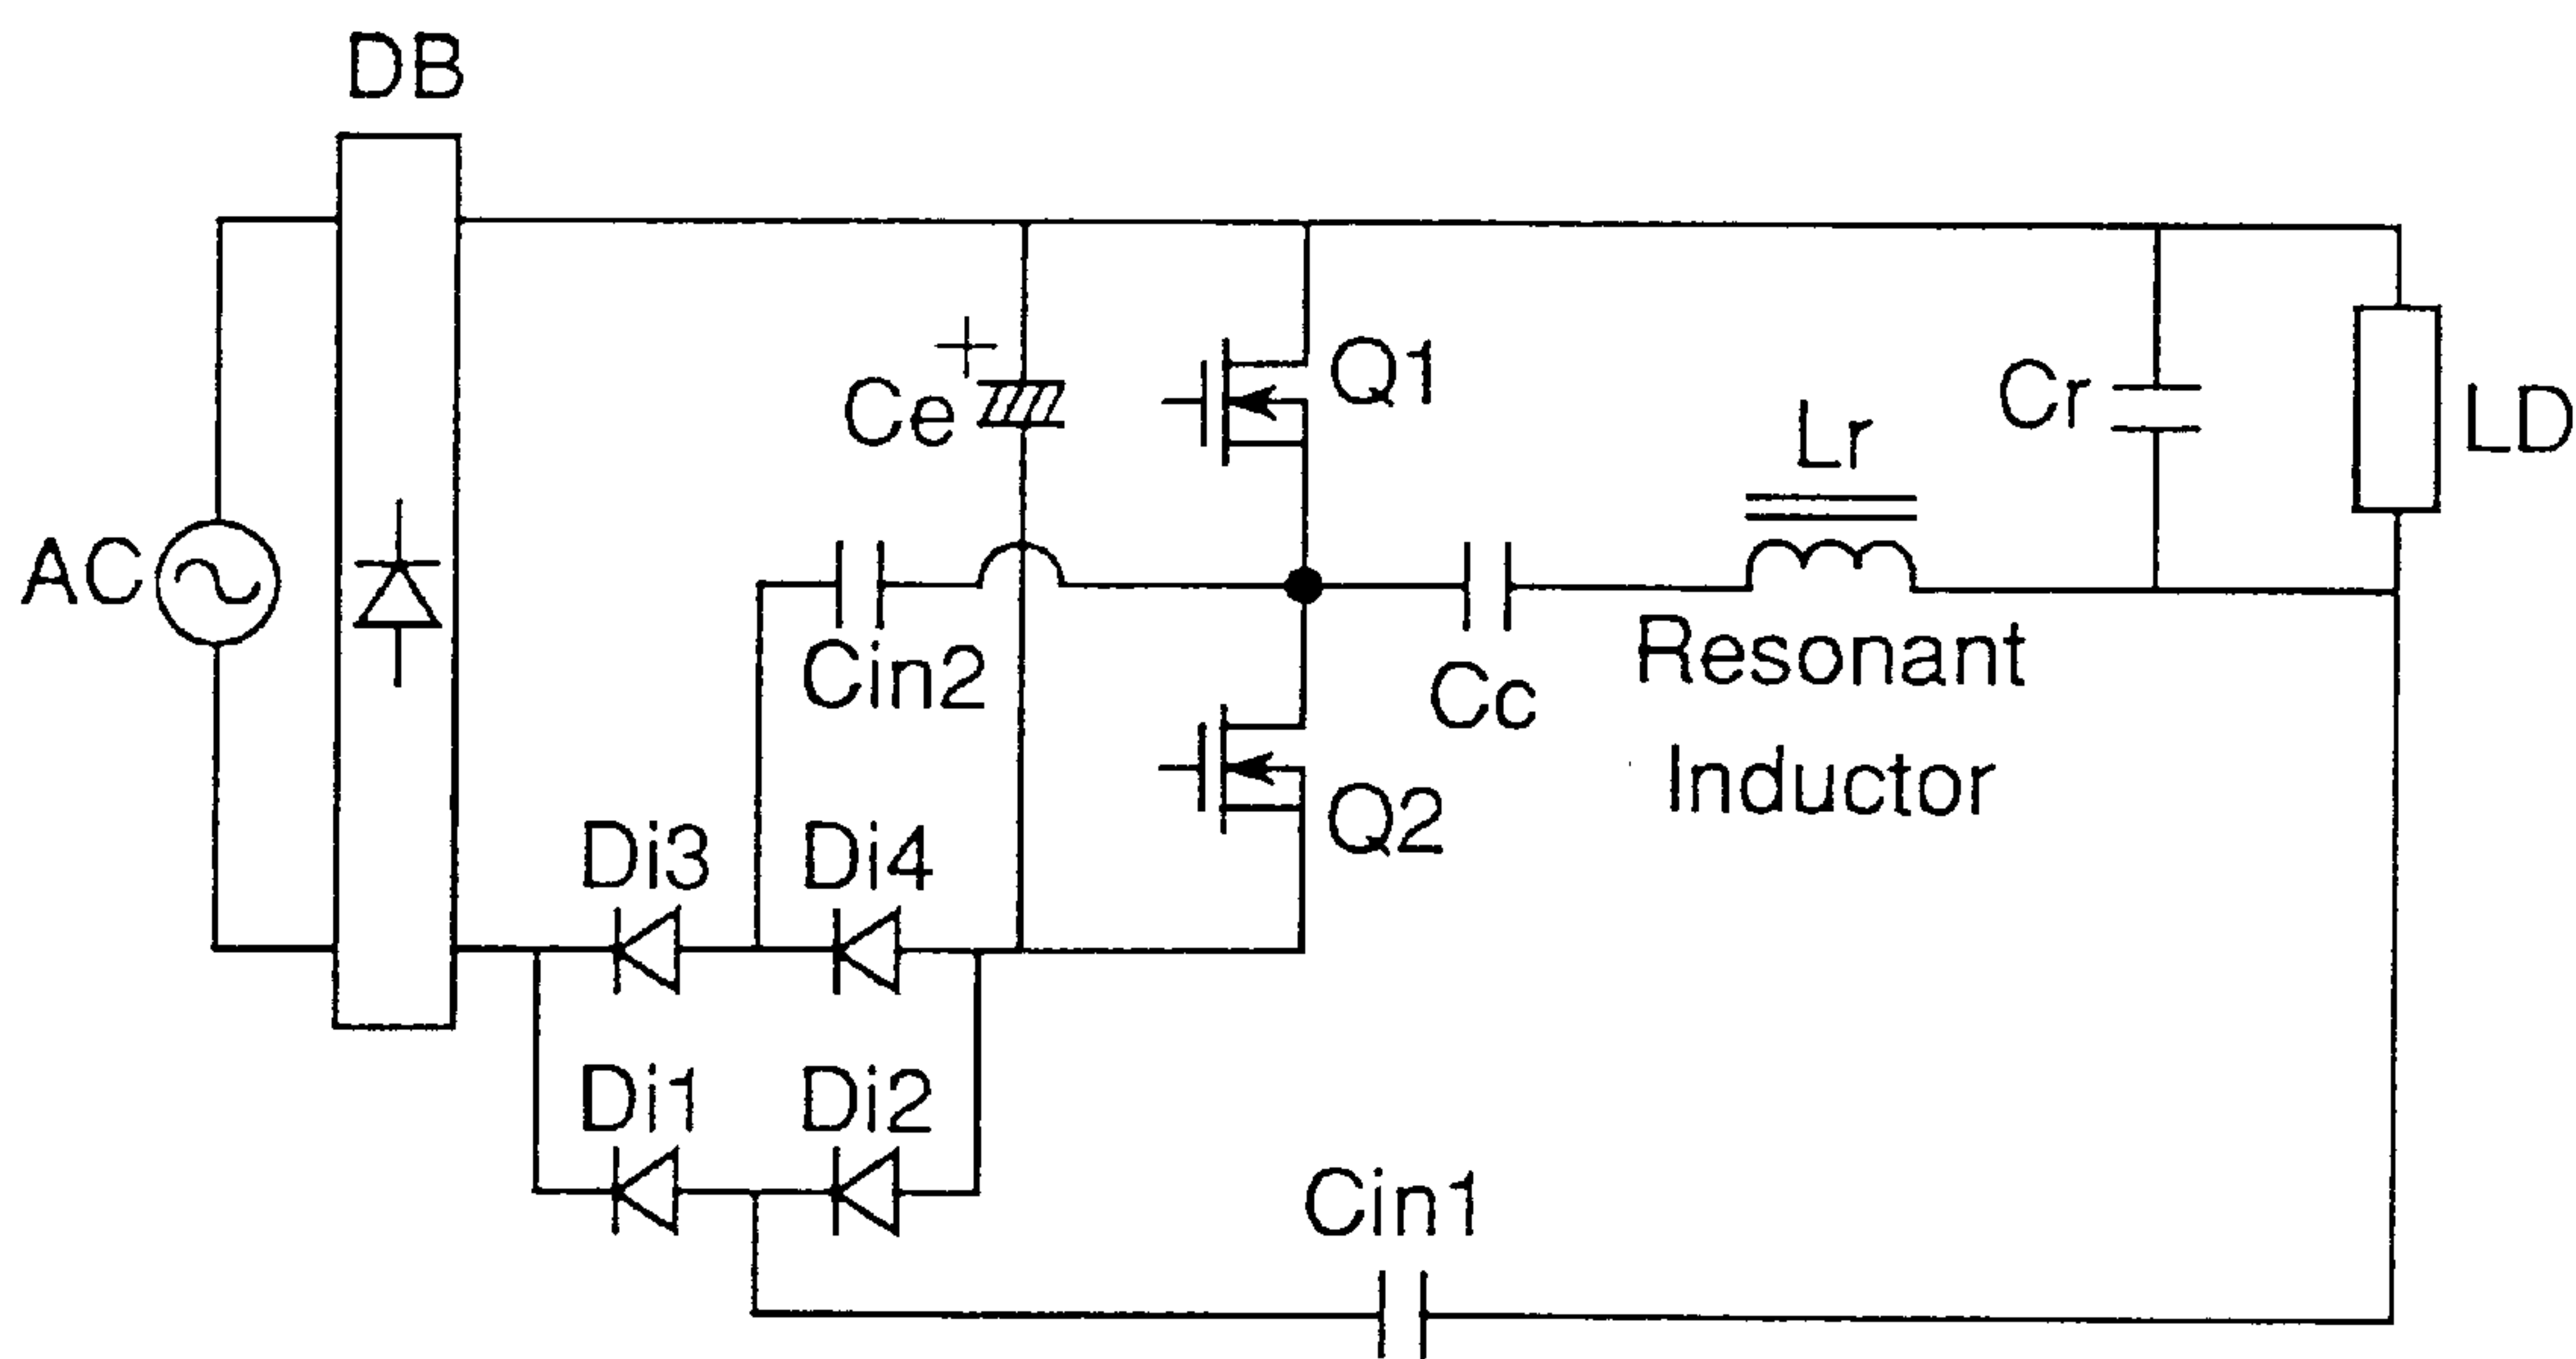 DB
AC
Ce
+
Q1
Cr
LD
Lr
Cin2
Cc
Resonant
Inductor
Q2
Di3
Di4
Di1
Di2
Cin1